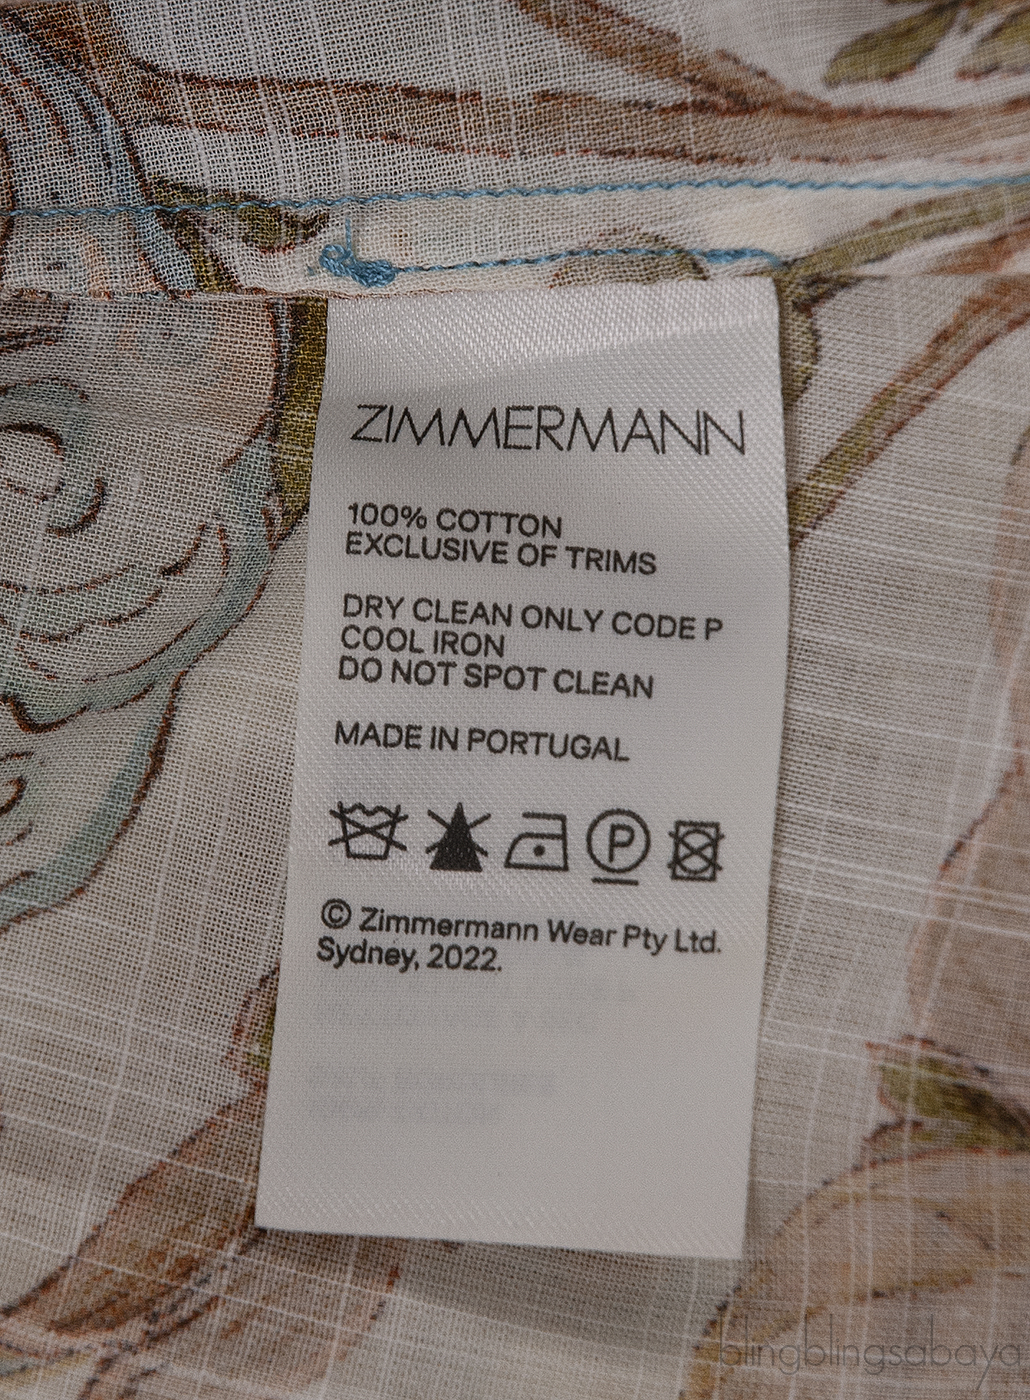 ZIMMERMANN
100% COTTON
EXCLUSIVE OF TRIMS
DRY CLEAN ONLY CODE P
COOL IRON
DO NOT SPOT CLEAN
MADE IN PORTUGAL
P
© Zimmermann Wear Pty Ltd.
Sydney, 2022.
blingblingsabaya